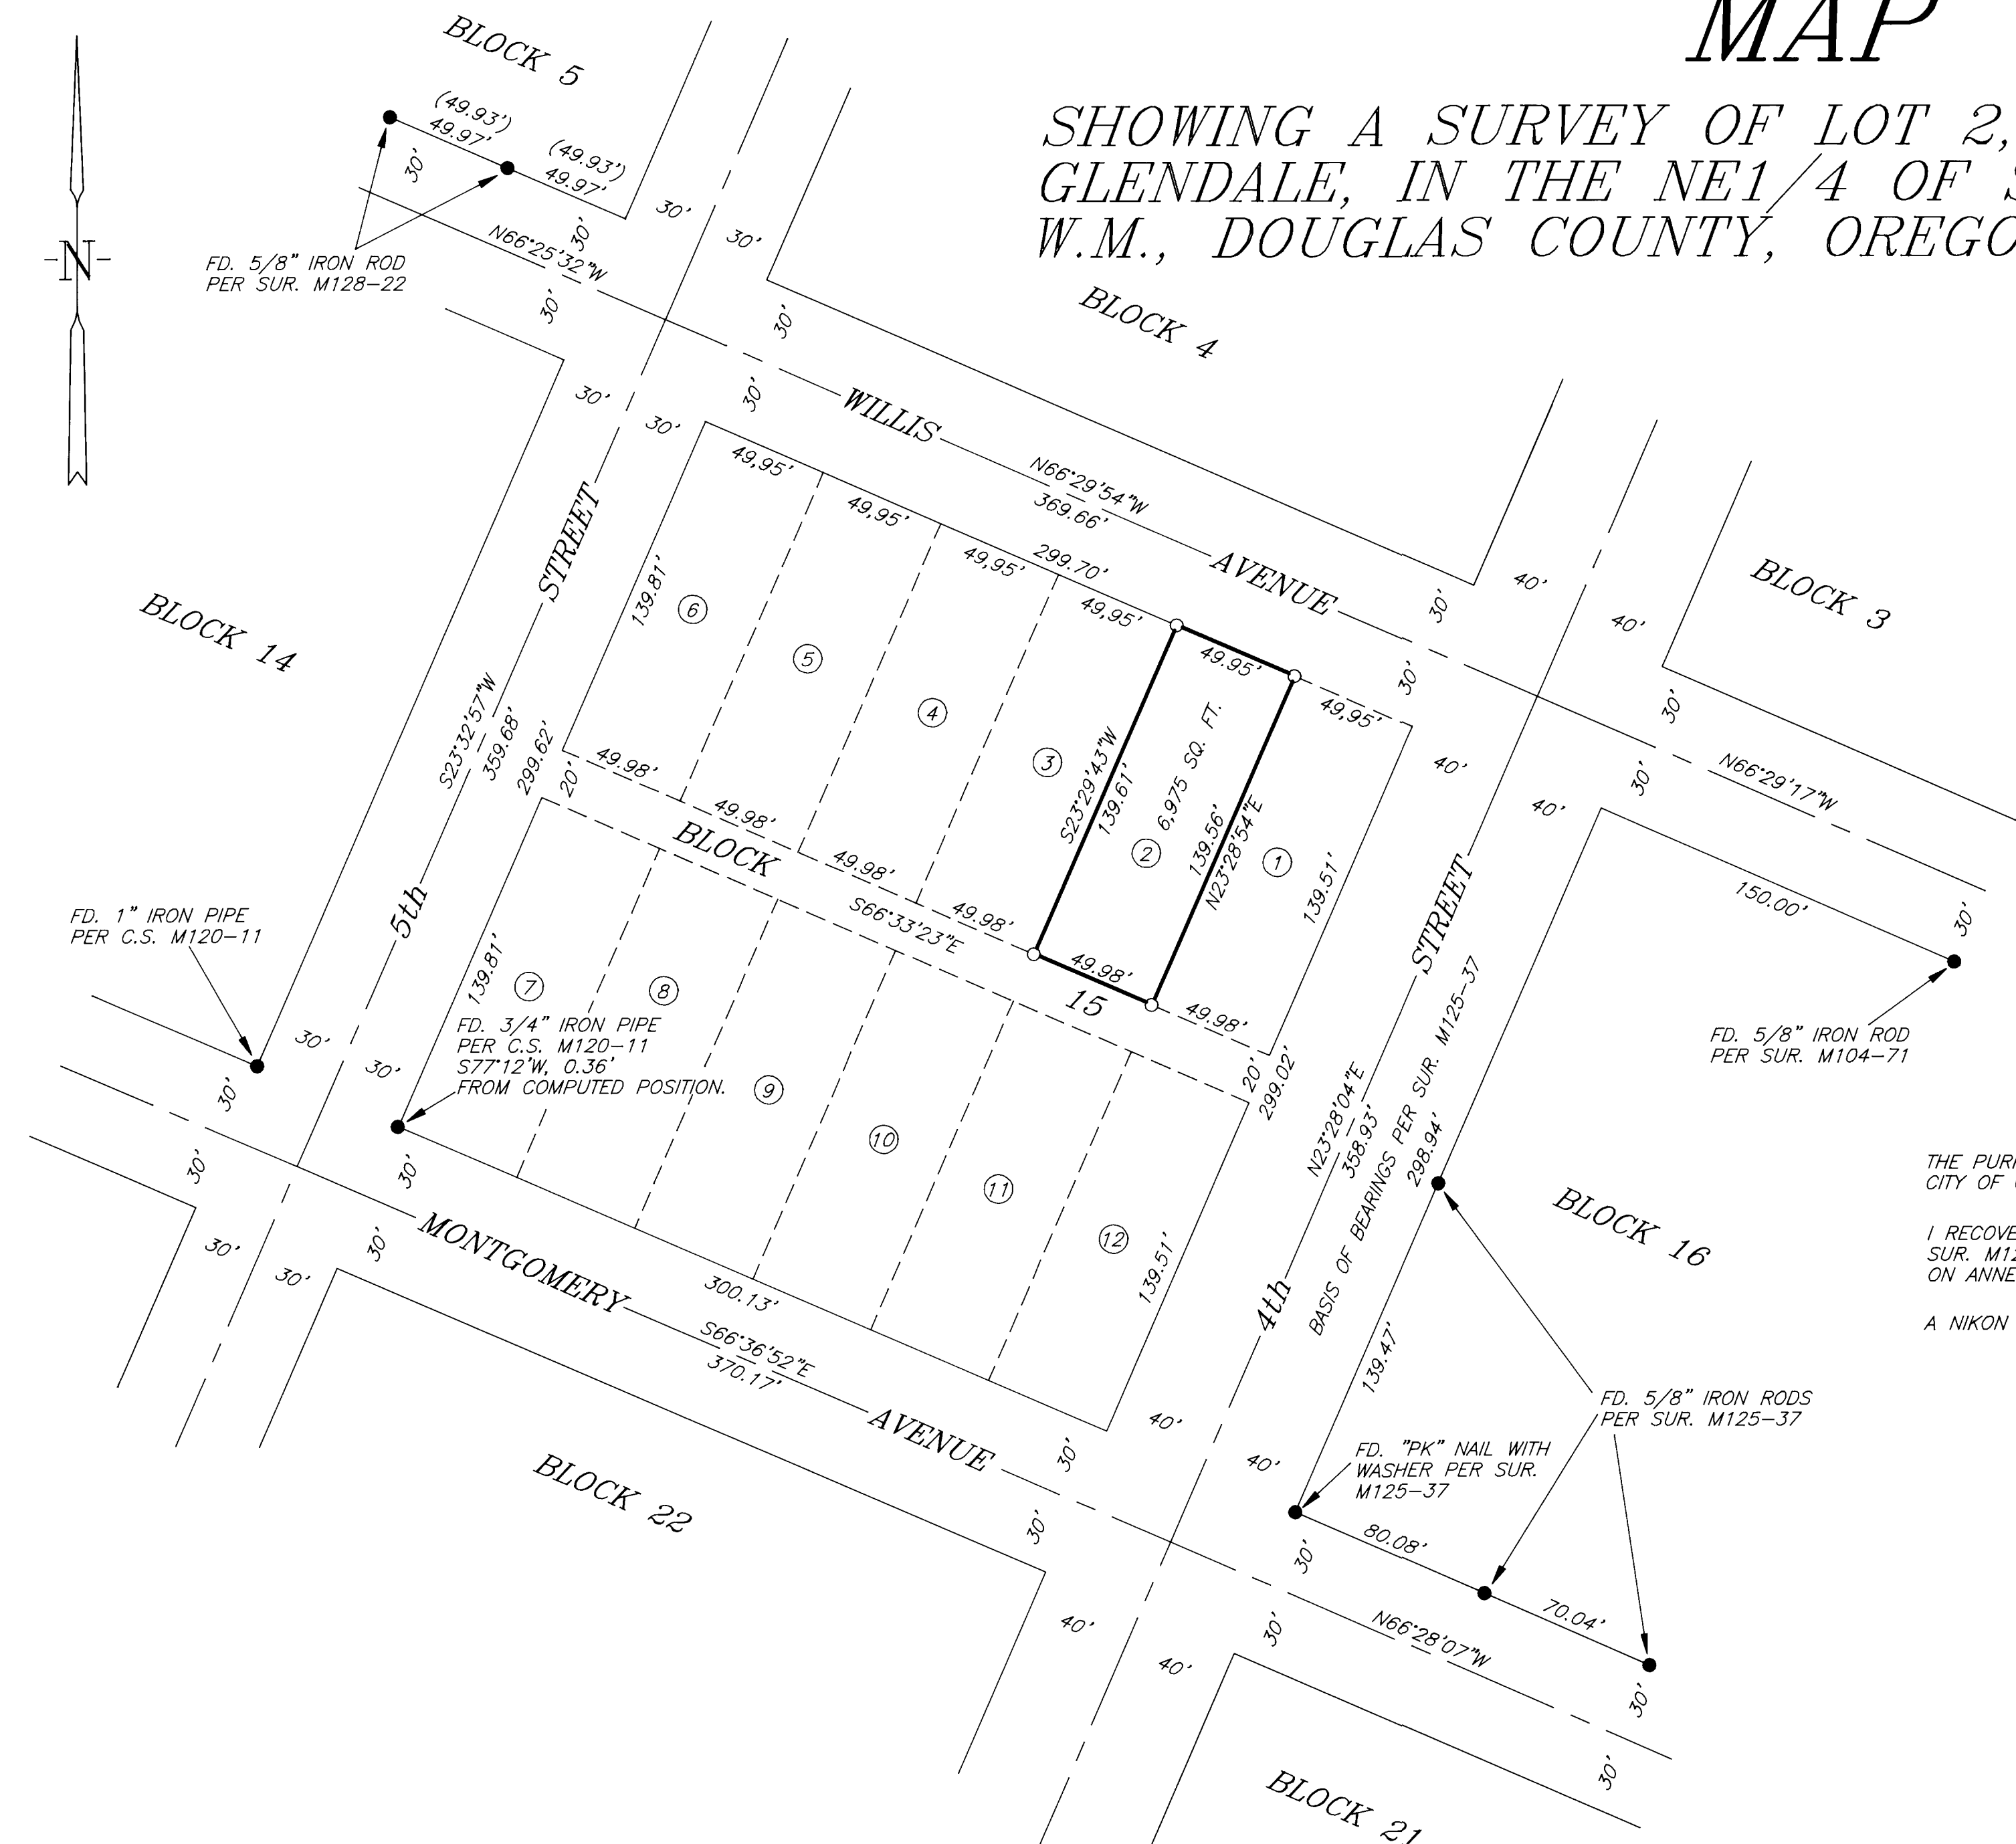 MAP
SHOWING A SURVEY OF LOT 2,
GLENDALE, IN THE NE1/4 OF
W.M., DOUGLAS COUNTY, OREGO
N
BLOCK 5
(49.93')
49.97'
(49.93')
49.97'
30'
30'
30'
30'
N66°25'32"W
FD. 5/8" IRON ROD
PER SUR. M128-22
30'
30'
BLOCK 4
30'
30'
30'
WILLIS
N66°29'54"W
369.66'
AVENUE
49,95'
49,95'
49,95'
299.70'
49,95'
49.95'
49,95'
30'
30'
40'
40'
BLOCK 3
STREET
139.81'
6
5
4
3
S23°29'43"W
139.61'
2
6,975 SQ. FT.
139.56'
N23°28'54"E
1
139.51'
40'
40'
30'
30'
N66°29'17"W
BLOCK 14
S23°32'57"W
359.68'
299.62'
20'
49.98'
49.98'
49.98'
49.98'
49.98'
49.98'
BLOCK
S66°33'23"E
15
STREET
150.00'
30'
FD. 5/8" IRON ROD
PER SUR. M104-71
5th
FD. 1" IRON PIPE
PER C.S. M120-11
139.81'
7
8
FD. 3/4" IRON PIPE
PER C.S. M120-11
S77°12'W, 0.36'
FROM COMPUTED POSITION.
9
10
11
12
20'
299.02'
N23°28'04"E
358.93'
BASIS OF BEARINGS PER SUR. M125-37
298.94'
30'
30'
30'
30'
30'
30'
30'
30'
30'
MONTGOMERY
300.13'
S66°36'52"E
370.17'
AVENUE
139.51'
4th
139.47'
BLOCK 16
THE PUR
CITY OF
I RECOVE
SUR. M12
ON ANNE
A NIKON
FD. 5/8" IRON RODS
PER SUR. M125-37
FD. "PK" NAIL WITH
WASHER PER SUR.
M125-37
40'
40'
30'
30'
BLOCK 22
80.08'
70.04'
30'
30'
N66°28'07"W
40'
40'
30'
30'
BLOCK 21